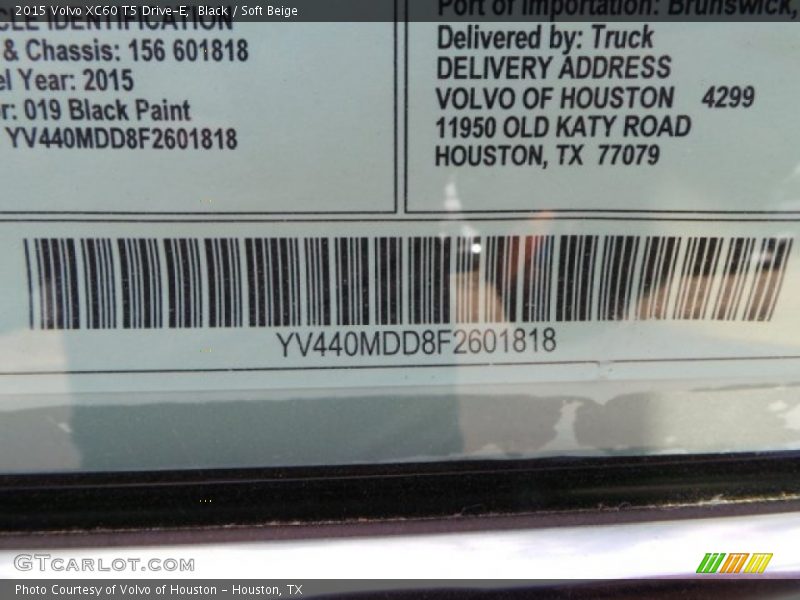 2015 Volvo XC60 T5 Drive-E, Black / Soft Beige
CLE IDENTIFICATION
& Chassis: 156 601818
el Year: 2015
or: 019 Black Paint
YV440MDD8F2601818
Port of Importation: Brunswick,
Delivered by: Truck
DELIVERY ADDRESS
VOLVO OF HOUSTON 4299
11950 OLD KATY ROAD
HOUSTON, TX 77079
YV440MDD8F2601818
GTCARLOT.COM
Photo Courtesy of Volvo of Houston - Houston, TX